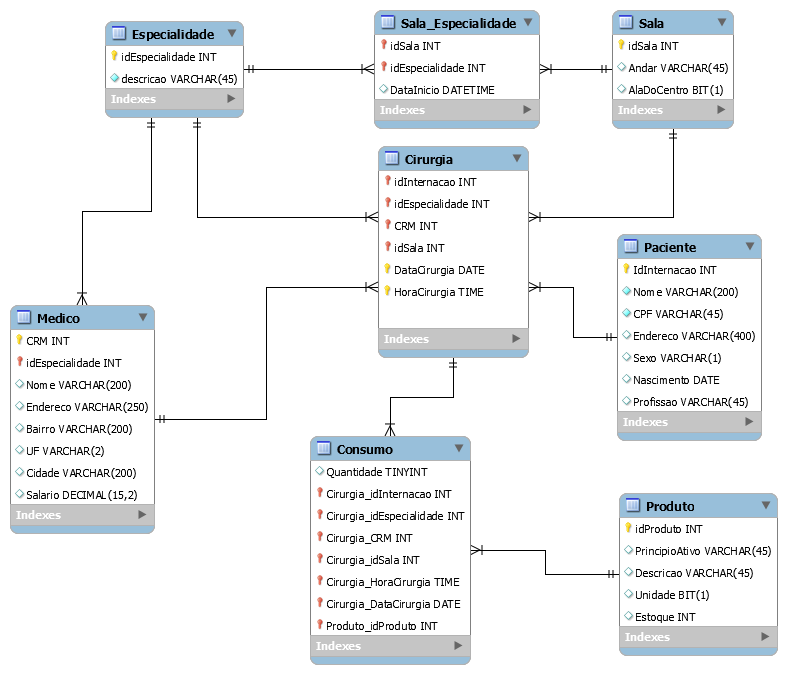 Especialidade
idEspecialidade INT
descricao VARCHAR(45)
Indexes
Sala_Especialidade
idSala INT
idEspecialidade INT
DataInicio DATETIME
Indexes
Sala
idSala INT
Andar VARCHAR(45)
AlaDoCentro BIT(1)
Indexes
Cirurgia
idInternacao INT
idEspecialidade INT
CRM INT
idSala INT
DataCirurgia DATE
HoraCirurgia TIME
Indexes
Paciente
IdInternacao INT
Nome VARCHAR(200)
CPF VARCHAR(45)
Endereco VARCHAR(400)
Sexo VARCHAR(1)
Nascimento DATE
Profissao VARCHAR(45)
Indexes
Medico
CRM INT
idEspecialidade INT
Nome VARCHAR(200)
Endereco VARCHAR(250)
Bairro VARCHAR(200)
UF VARCHAR(2)
Cidade VARCHAR(200)
Salario DECIMAL(15,2)
Indexes
Consumo
Quantidade TINYINT
Cirurgia_idInternacao INT
Cirurgia_idEspecialidade INT
Cirurgia_CRM INT
Cirurgia_idSala INT
Cirurgia_HoraCirurgia TIME
Cirurgia_DataCirurgia DATE
Produto_idProduto INT
Indexes
Produto
idProduto INT
PrincipioAtivo VARCHAR(45)
Descricao VARCHAR(45)
Unidade BIT(1)
Estoque INT
Indexes